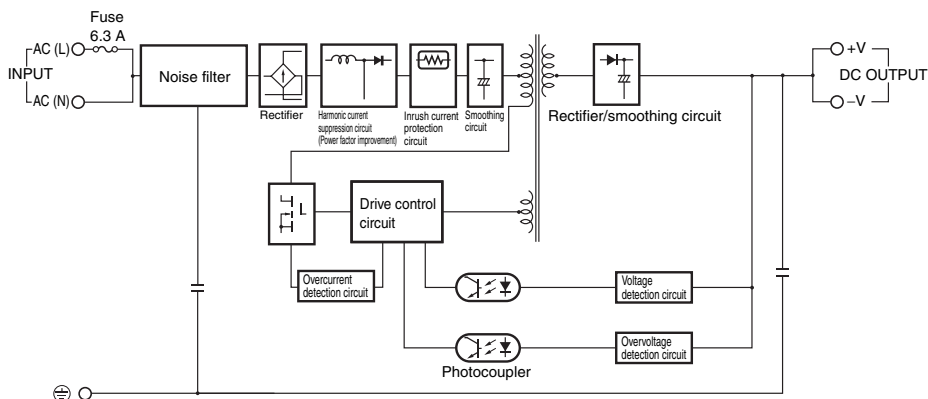 Fuse
6.3 A
AC (L)
INPUT
AC (N)
Noise filter
Rectifier
Harmonic current
suppression circuit
(Power factor improvement)
Inrush current
protection
circuit
Smoothing
circuit
Rectifier/smoothing circuit
+V
DC OUTPUT
–V
Drive control
circuit
Overcurrent
detection circuit
Voltage
detection circuit
Overvoltage
detection circuit
Photocoupler